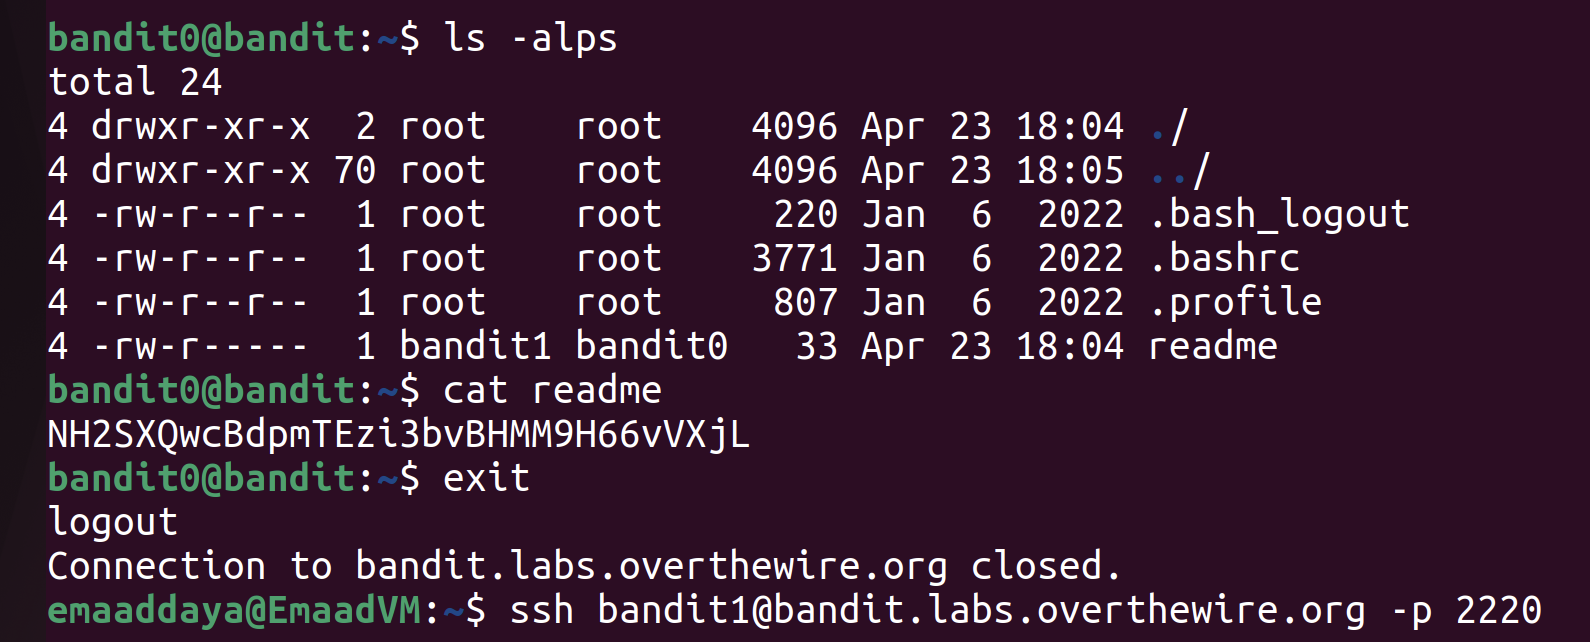 bandit0@bandit:~$ ls -alps
total 24
4 drwxr-xr-x  2 root    root    4096 Apr 23 18:04 ./
4 drwxr-xr-x 70 root    root    4096 Apr 23 18:05 ../
4 -rw-r--r--  1 root    root     220 Jan  6  2022 .bash_logout
4 -rw-r--r--  1 root    root    3771 Jan  6  2022 .bashrc
4 -rw-r--r--  1 root    root     807 Jan  6  2022 .profile
4 -rw-r-----  1 bandit1 bandit0   33 Apr 23 18:04 readme
bandit0@bandit:~$ cat readme
NH2SXQwcBdpmTEzi3bvBHMM9H66vVXjL
bandit0@bandit:~$ exit
logout
Connection to bandit.labs.overthewire.org closed.
emaaddaya@EmaadVM:~$ ssh bandit1@bandit.labs.overthewire.org -p 2220